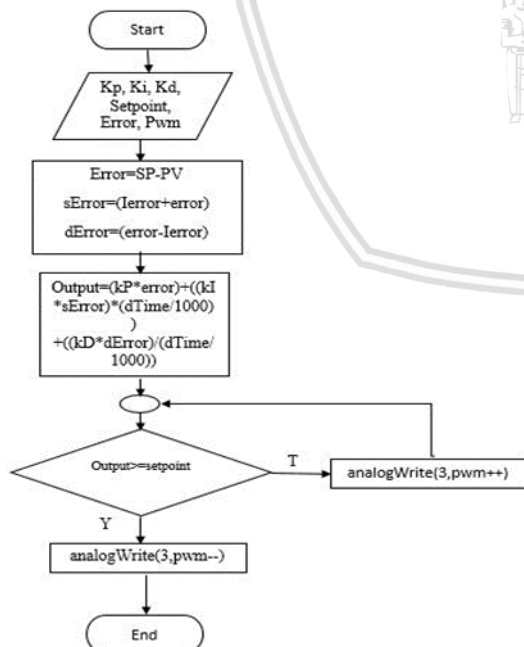 Start
Kp, Ki, Kd,
Setpoint,
Error, Pwm
Error=SP-PV
sError=(Ierror+error)
dError=(error-Ierror)
Output=(kP*error)+((kI
*sError)*(dTime/1000)
)
+((kD*dError)/(dTime/
1000))
Output>=setpoint
T
analogWrite(3,pwm++)
Y
analogWrite(3,pwm--)
End